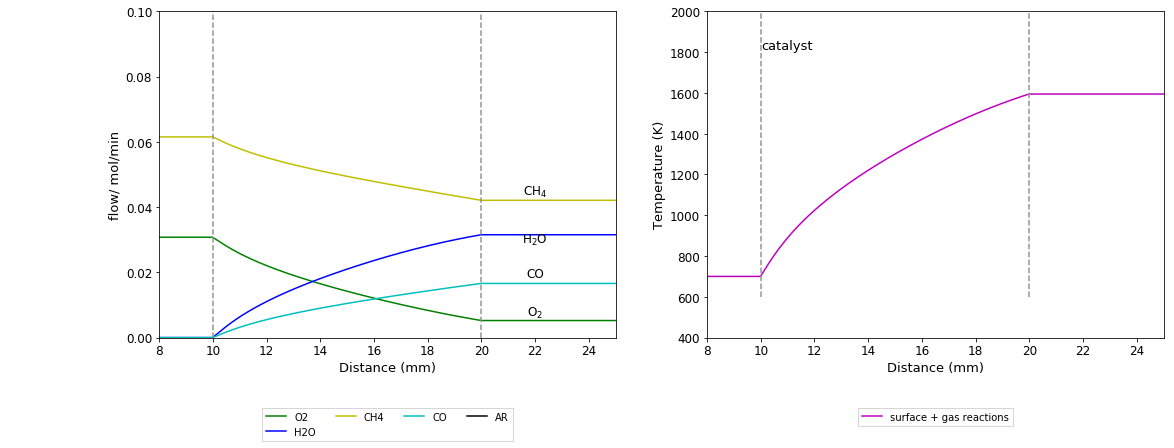 0.10
0.08
0.06
0.04
0.02
0.00
flow/ mol/min
CH4
H2O
CO
O2
8 10 12 14 16 18 20 22 24
Distance (mm)
O2 CH4 CO AR
H2O
2000
1800
1600
1400
1200
1000
800
600
400
Temperature (K)
catalyst
8 10 12 14 16 18 20 22 24
Distance (mm)
surface + gas reactions